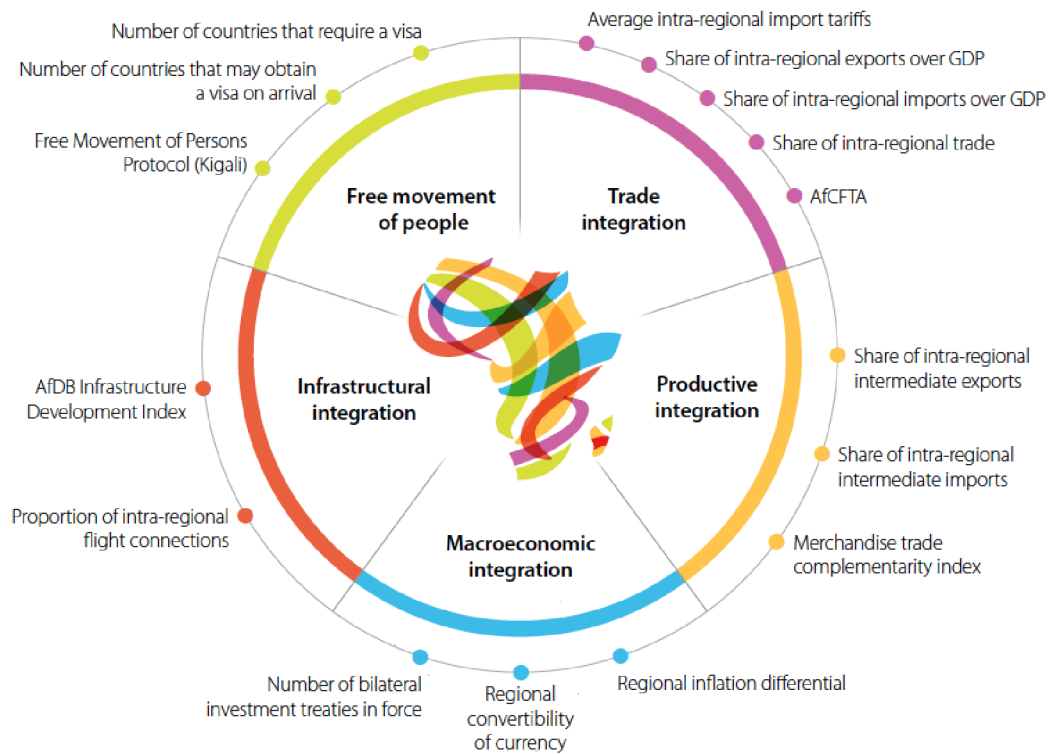 Number of countries that require a visa
Number of countries that may obtain
a visa on arrival
Free Movement of Persons
Protocol (Kigali)
Average intra-regional import tariffs
Share of intra-regional exports over GDP
Share of intra-regional imports over GDP
Share of intra-regional trade
AfCFTA
Free movement
of people
Trade
integration
Infrastructural
integration
Productive
integration
Macroeconomic
integration
AfDB Infrastructure
Development Index
Proportion of intra-regional
flight connections
Share of intra-regional
intermediate exports
Share of intra-regional
intermediate imports
Merchandise trade
complementarity index
Number of bilateral
investment treaties in force
Regional
convertibility
of currency
Regional inflation differential